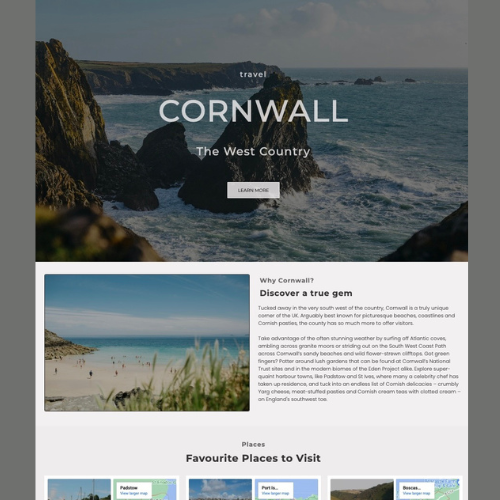 travel
CORNWALL
The West Country
LEARN MORE
Why Cornwall?
Discover a true gem
Tucked away in the very south west of the country, Cornwall is a truly unique
corner of the UK. Arguably best known for picturesque beaches, coastlines and
Cornish pasties; the county has so much more to offer visitors.
Take advantage of the often stunning weather by surfing off Atlantic coves,
ambling across granite moors or striding out on the South West Coast Path
across Cornwall's sandy beaches and wild flower-strewn clifftops. Got green
fingers? Potter around lush gardens that can be found at Cornwall's National
Trust sites and in the modern biomes of the Eden Project alike. Explore super-
quaint harbour towns, like Padstow and St Ives, where many a celebrity chef has
taken up residence, and tuck into an endless list of Cornish delicacies – crumbly
Yarg cheese, meat-stuffed pasties and Cornish cream teas with clotted cream –
on England's southwest toe.
Places
Favourite Places to Visit
Padstow
View larger map
Port Is...
View larger map
Boscas...
View larger map